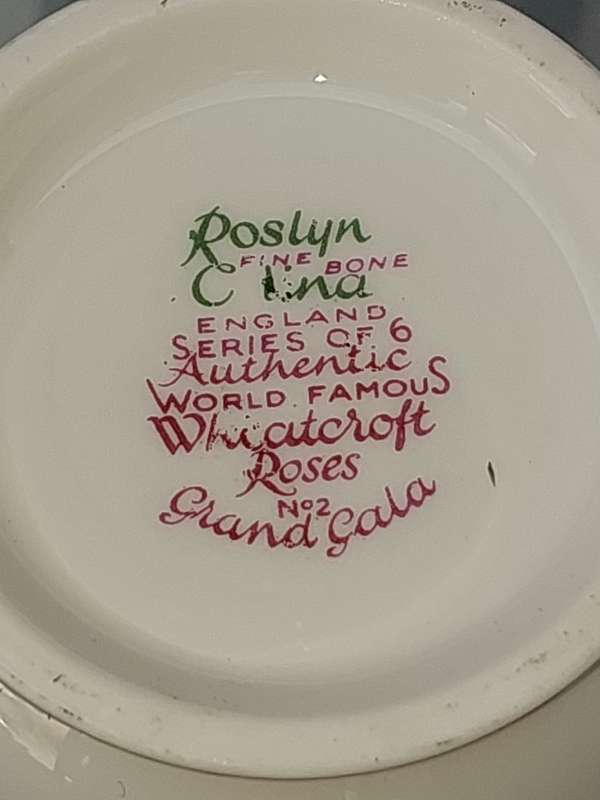 Roslyn
FINE BONE
China
ENGLAND
SERIES OF 6
Authentic
WORLD FAMOUS
Wheatcroft
Roses
No2
Grand Gala